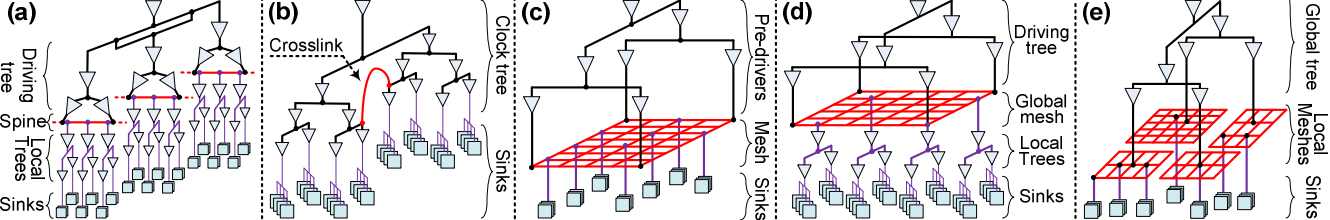 (a)
Driving
tree
Spine
Local
Trees
Sinks
(b)
Crosslink
Clock tree
Sinks
(c)
Pre-drivers
Mesh
Sinks
(d)
Driving
tree
Global
mesh
Local
Trees
Sinks
(e)
Global tree
Local
Meshes
Sinks